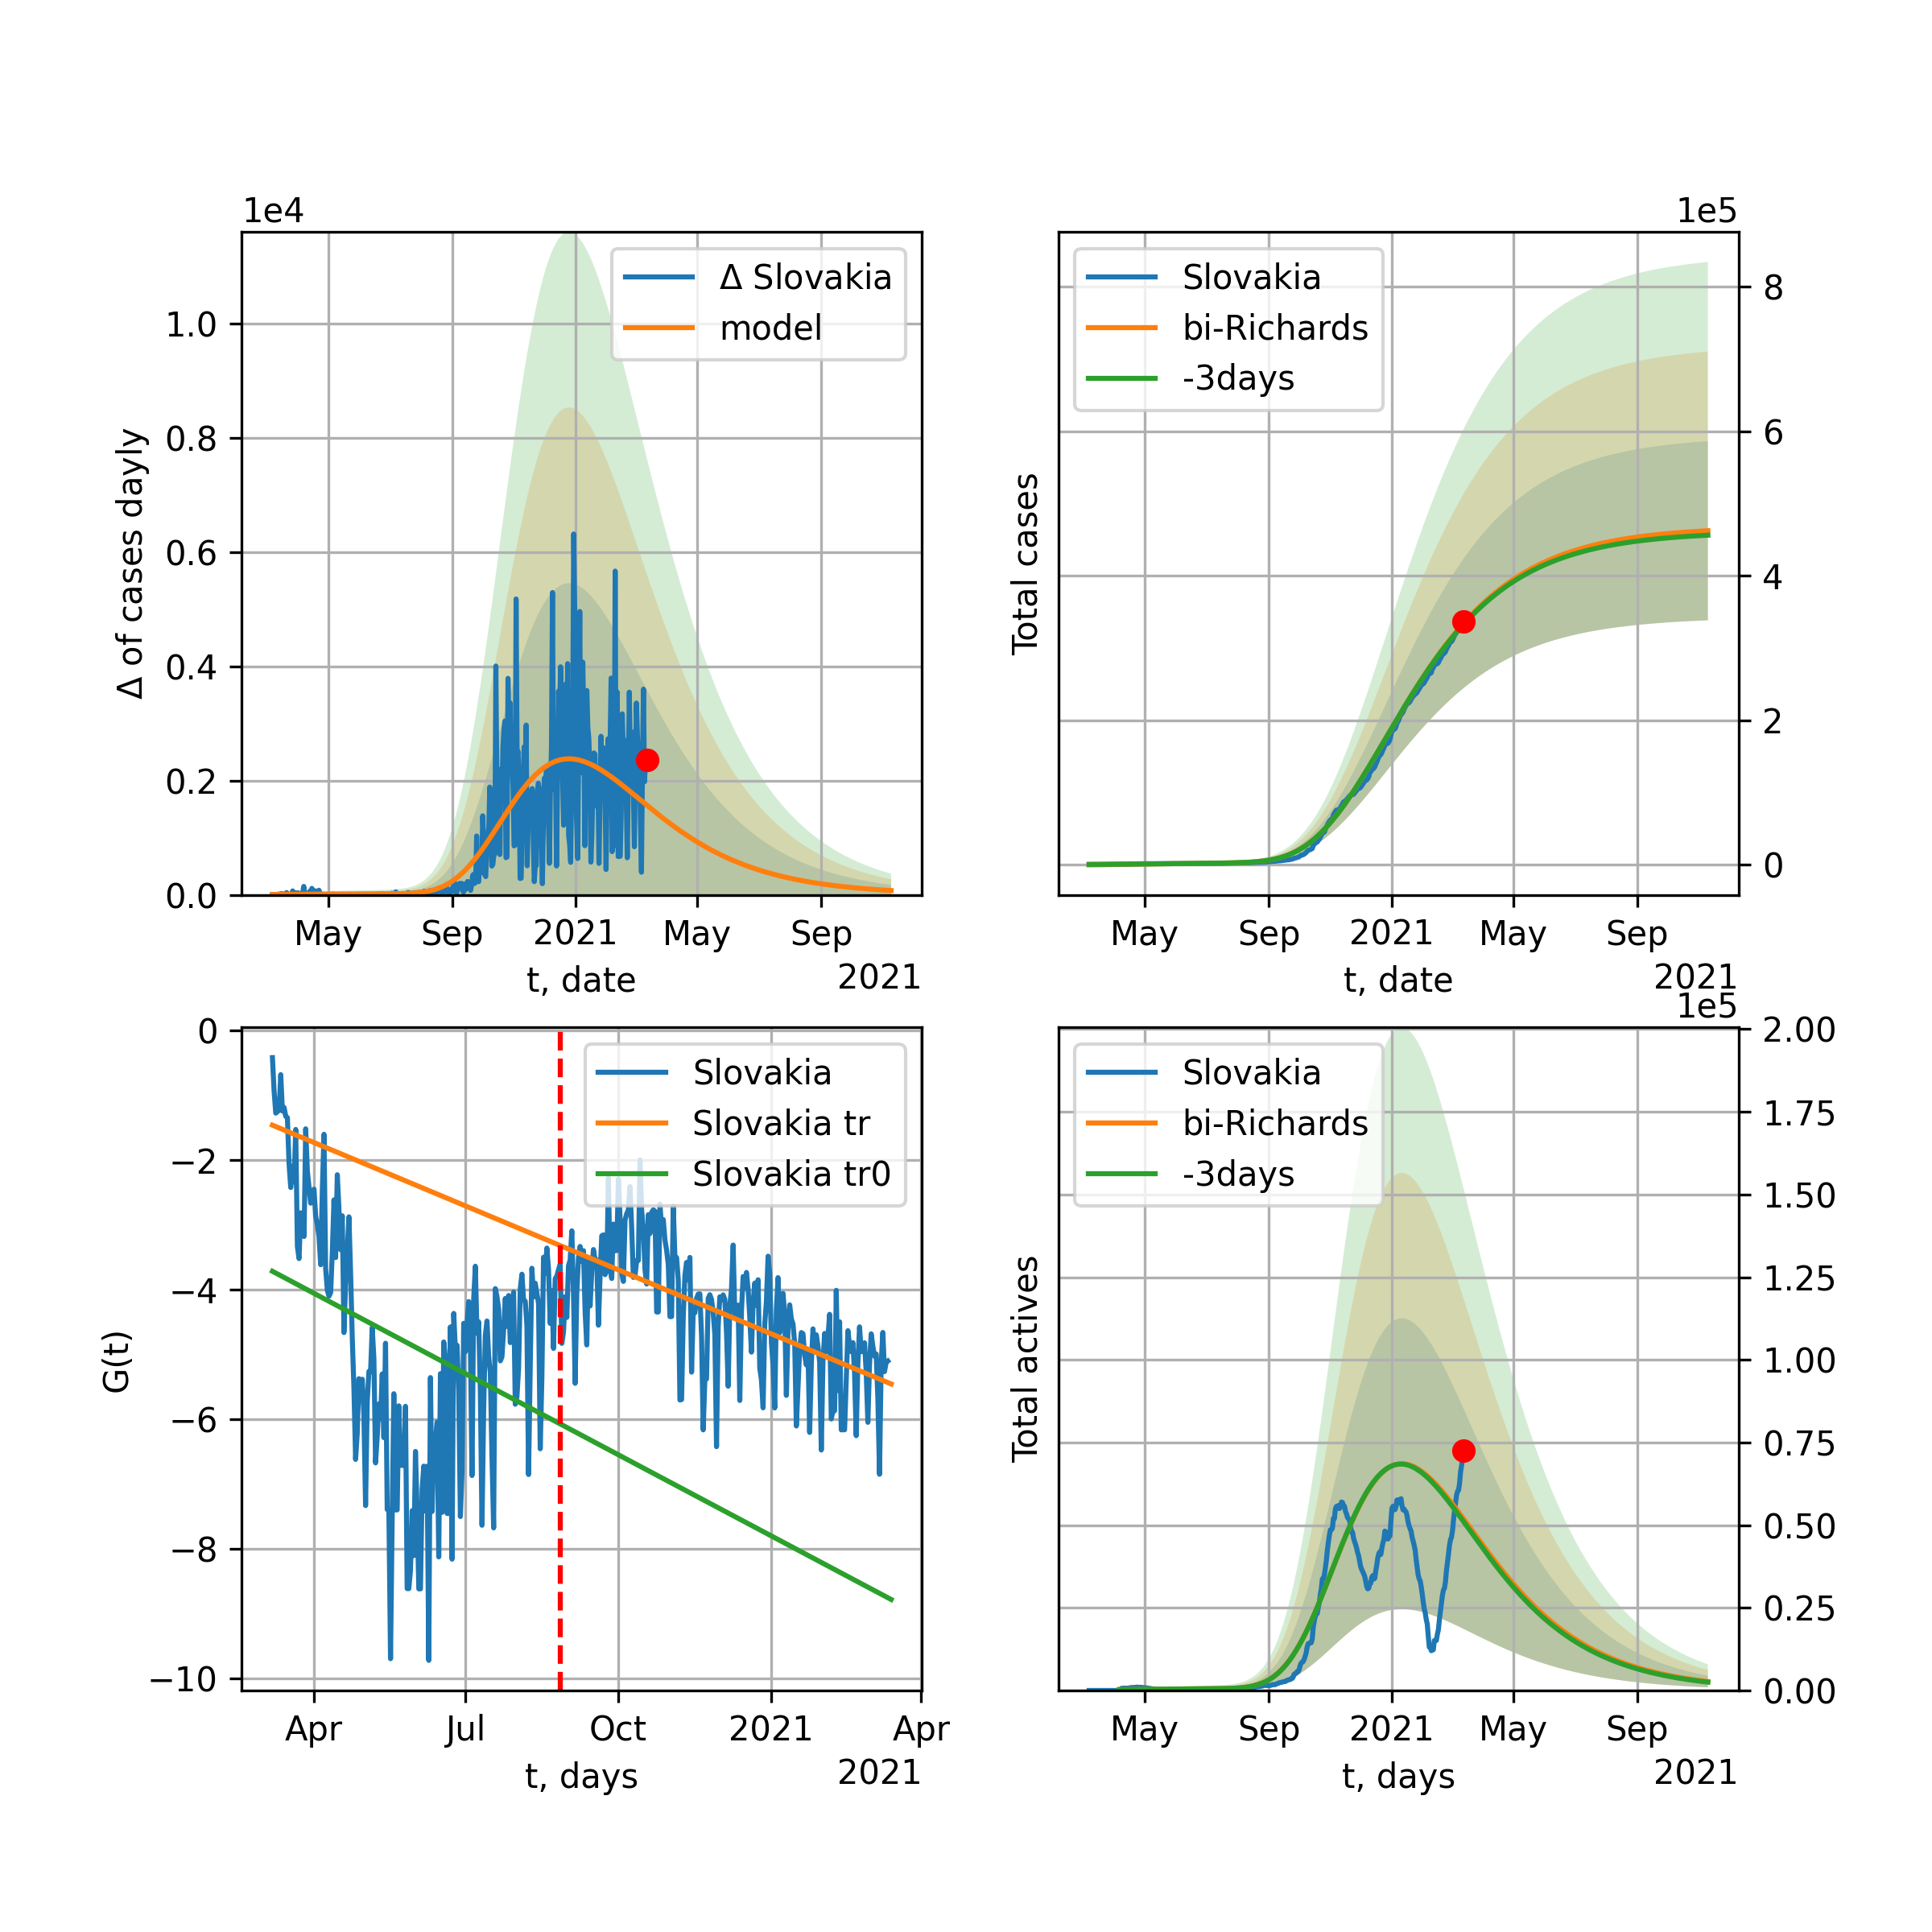 1e4
Δ of cases dayly
1.0
0.8
0.6
0.4
0.2
0.0
Δ Slovakia
model
May Sep 2021 May Sep
t, date
2021
1e5
Total cases
Slovakia
bi-Richards
-3days
8
6
4
2
0
May Sep 2021 May Sep
t, date
2021
G(t)
0
−2
−4
−6
−8
−10
Slovakia
Slovakia tr
Slovakia tr0
Apr Jul Oct 2021 Apr
t, days
2021
1e5
Total actives
Slovakia
bi-Richards
-3days
2.00
1.75
1.50
1.25
1.00
0.75
0.50
0.25
0.00
May Sep 2021 May Sep
t, days
2021